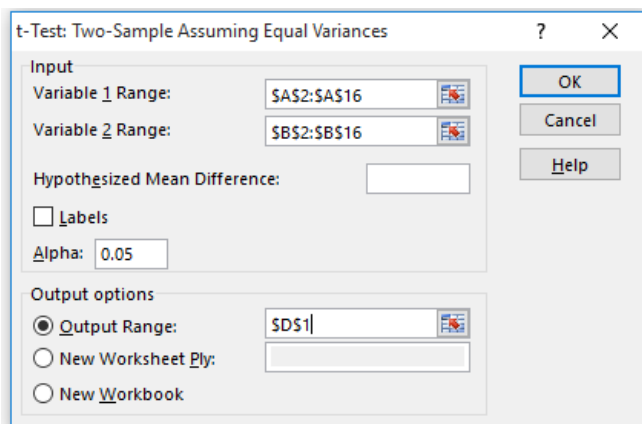 t-Test: Two-Sample Assuming Equal Variances ? ✕
Input
Variable 1 Range: $A$2:$A$16
Variable 2 Range: $B$2:$B$16
Hypothesized Mean Difference:
Labels
Alpha: 0.05
OK
Cancel
Help
Output options
Output Range: $D$1
New Worksheet Ply:
New Workbook